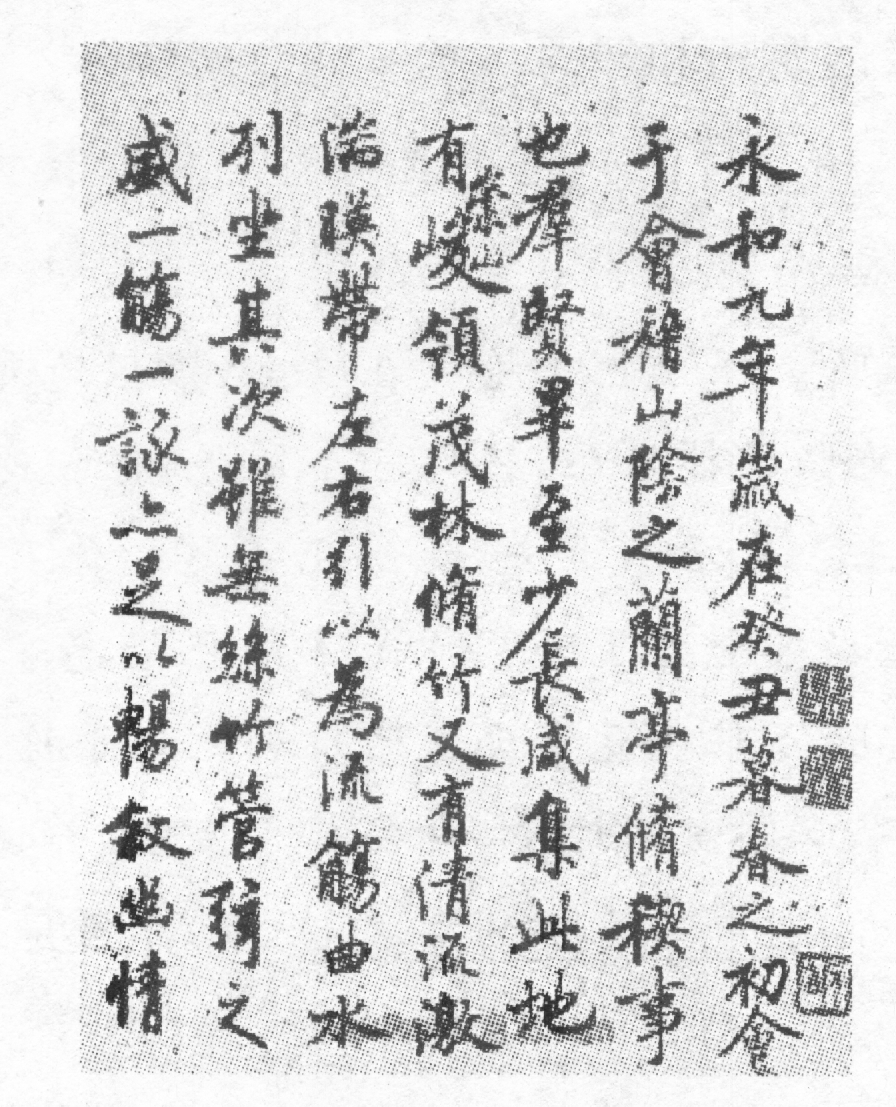 永和九年歲在癸丑暮春之初會
于會稽山陰之蘭亭脩稧事
也羣賢畢至少長咸集此地
有崇山峻領茂林脩竹又有清流激
湍暎帶左右引以為流觴曲水
列坐其次雖無絲竹管弦之
盛一觴一詠亦足以暢敘幽情